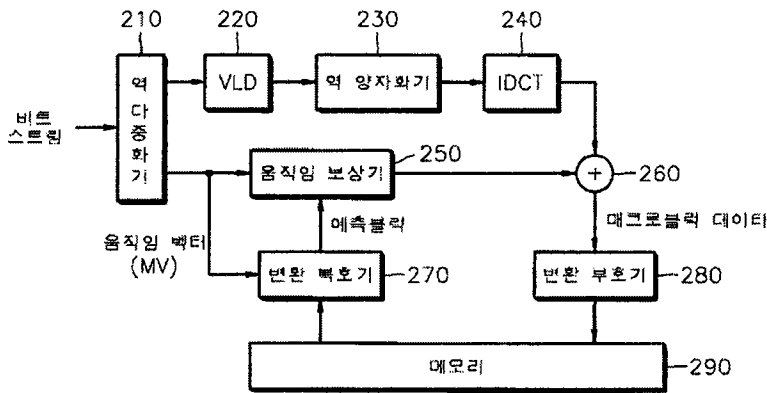 210
220
230
240
역
다
중
화
기
VLD
역 양자화기
IDCT
비트
스트림
250
움직임 보상기
+
260
예측블럭
매크로블럭 데이타
움직임 벡터
(MV)
변환 복호기
270
변환 부호기
280
메모리
290